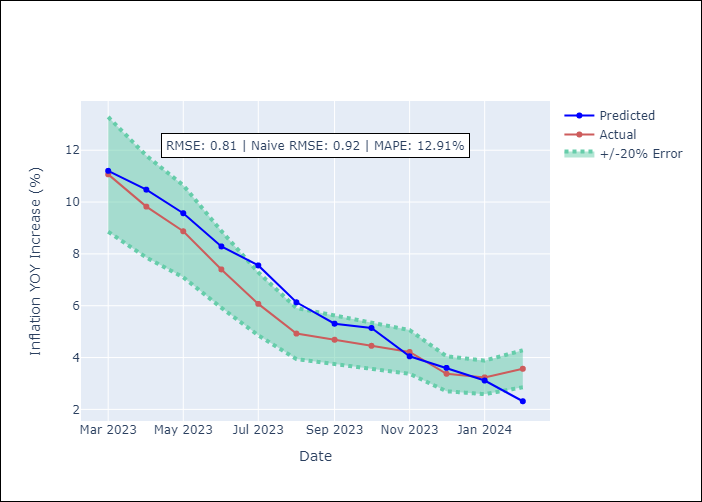 Predicted
Actual
+/-20% Error
RMSE: 0.81 | Naive RMSE: 0.92 | MAPE: 12.91%
12
10
8
6
4
2
Inflation YOY Increase (%)
Mar 2023 May 2023 Jul 2023 Sep 2023 Nov 2023 Jan 2024
Date